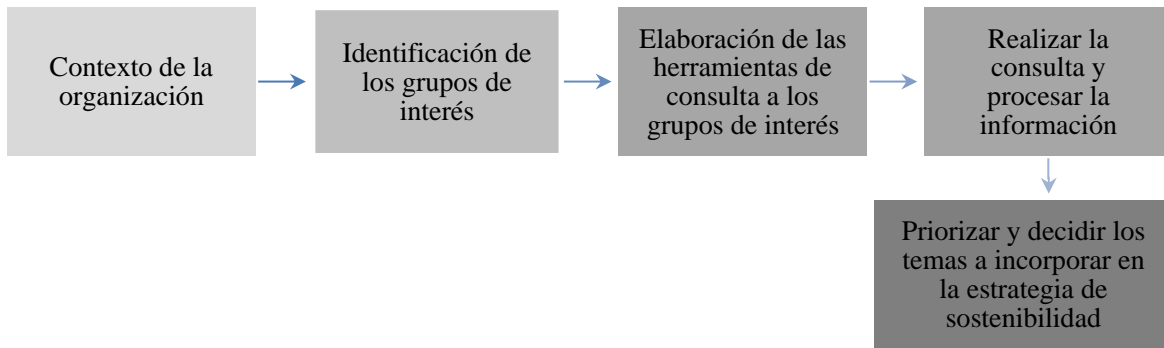 Contexto de la
organización
Identificación de
los grupos de
interés
Elaboración de las
herramientas de
consulta a los
grupos de interés
Realizar la
consulta y
procesar la
información
Priorizar y decidir los
temas a incorporar en
la estrategia de
sostenibilidad